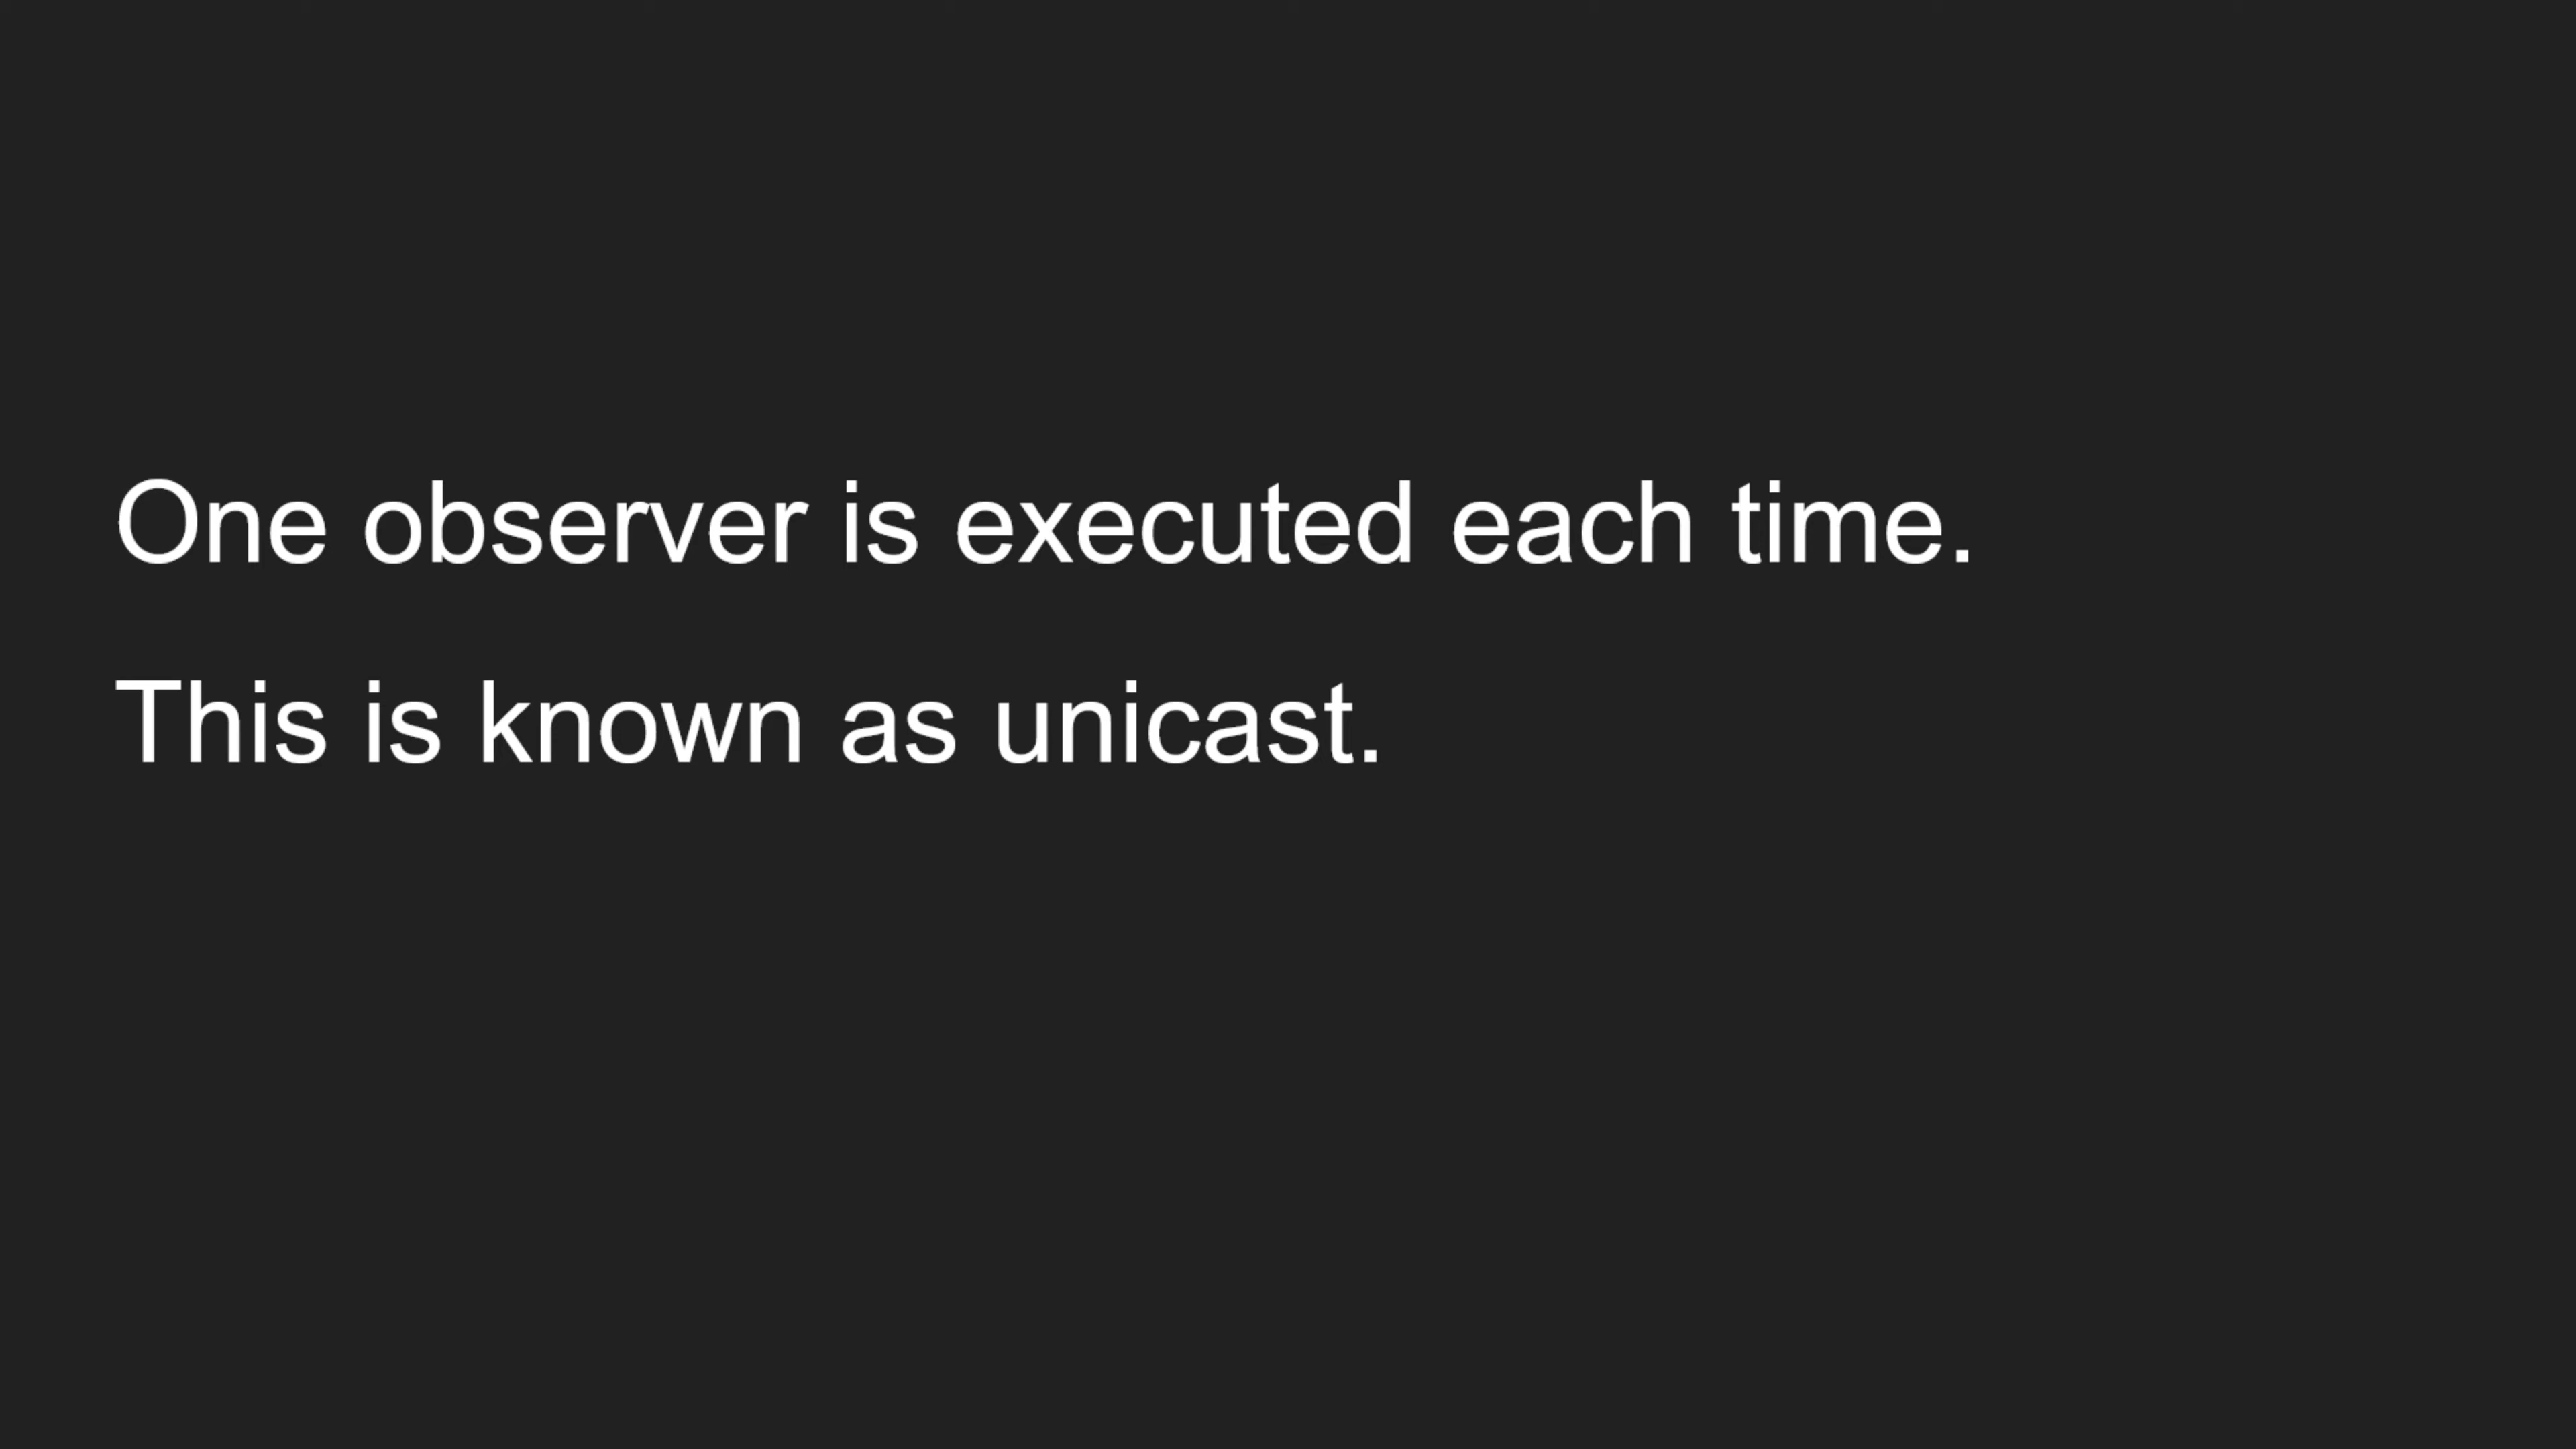 One observer is executed each time.
This is known as unicast.